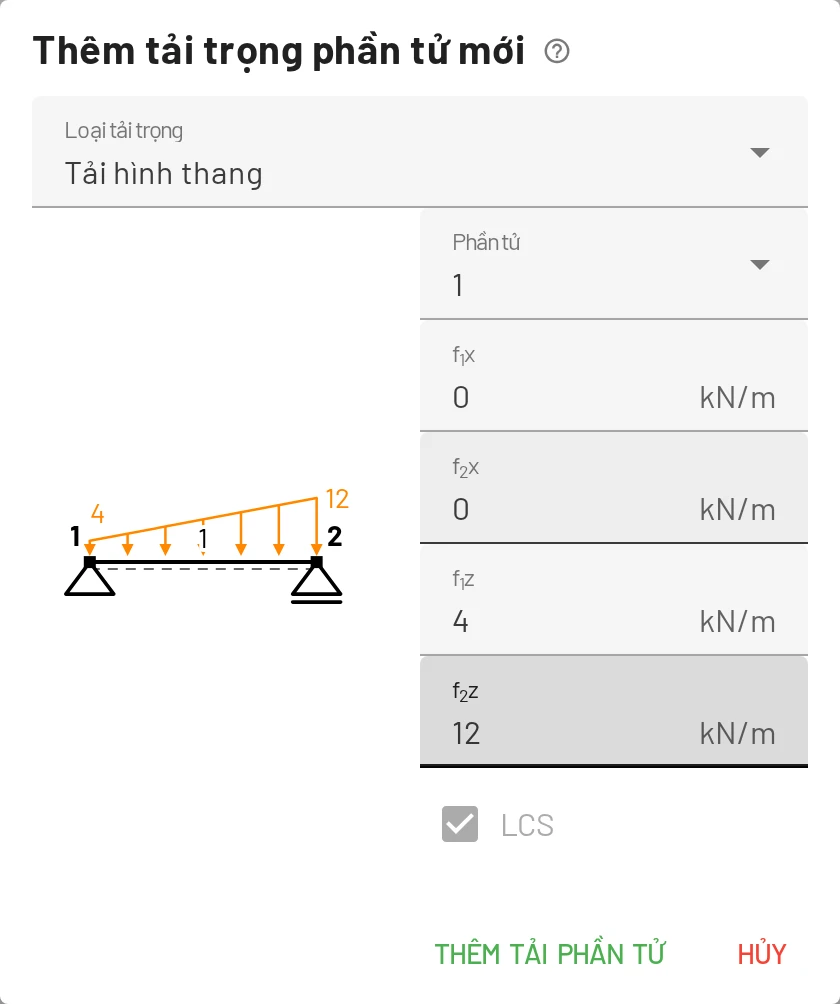 Thêm tải trọng phần tử mới ?
Loại tải trọng
Tải hình thang
Phần tử
1
f₁x
0 kN/m
f₂x
0 kN/m
f₁z
4 kN/m
f₂z
12 kN/m
4
12
1
1
2
LCS
THÊM TẢI PHẦN TỬ HỦY